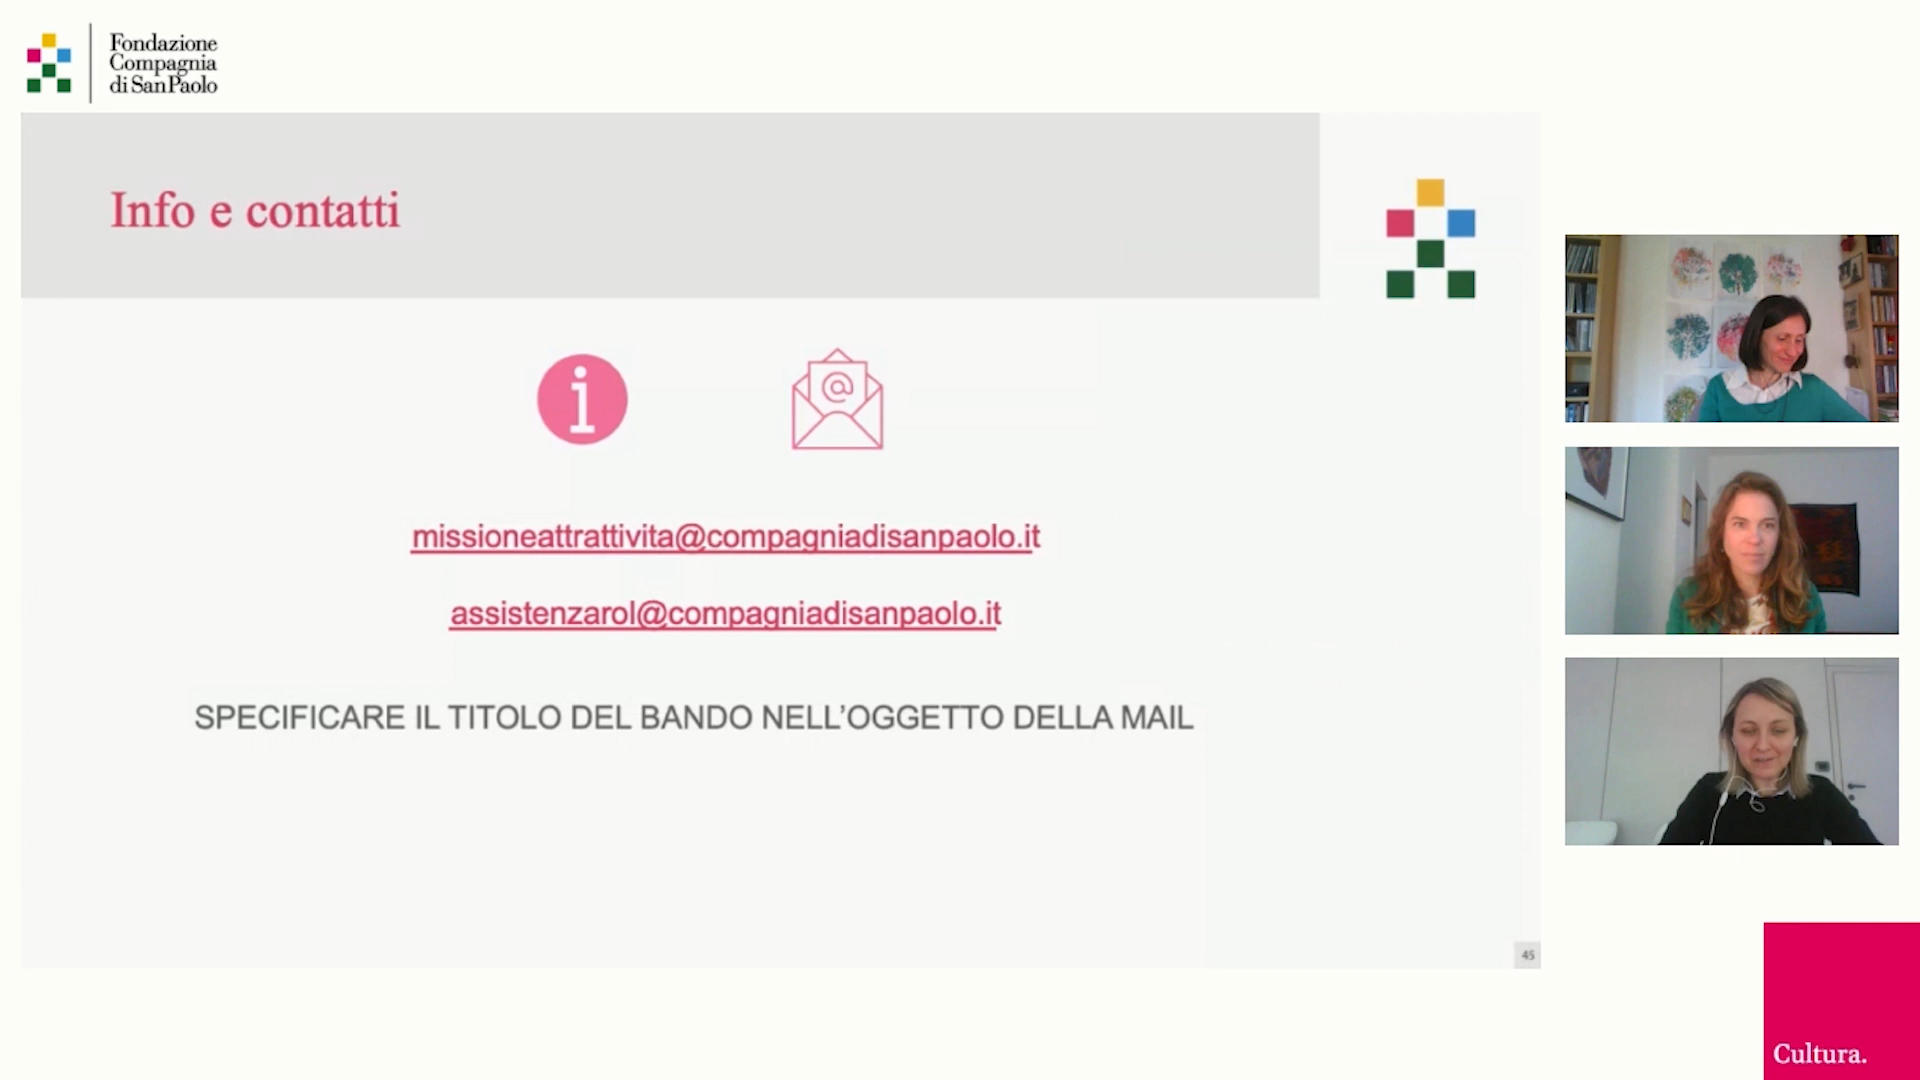 Fondazione
Compagnia
di San Paolo
Info e contatti
i
@
missioneattrattivita@compagniadisanpaolo.it
assistenzarol@compagniadisanpaolo.it
SPECIFICARE IL TITOLO DEL BANDO NELL’OGGETTO DELLA MAIL
45
Cultura.